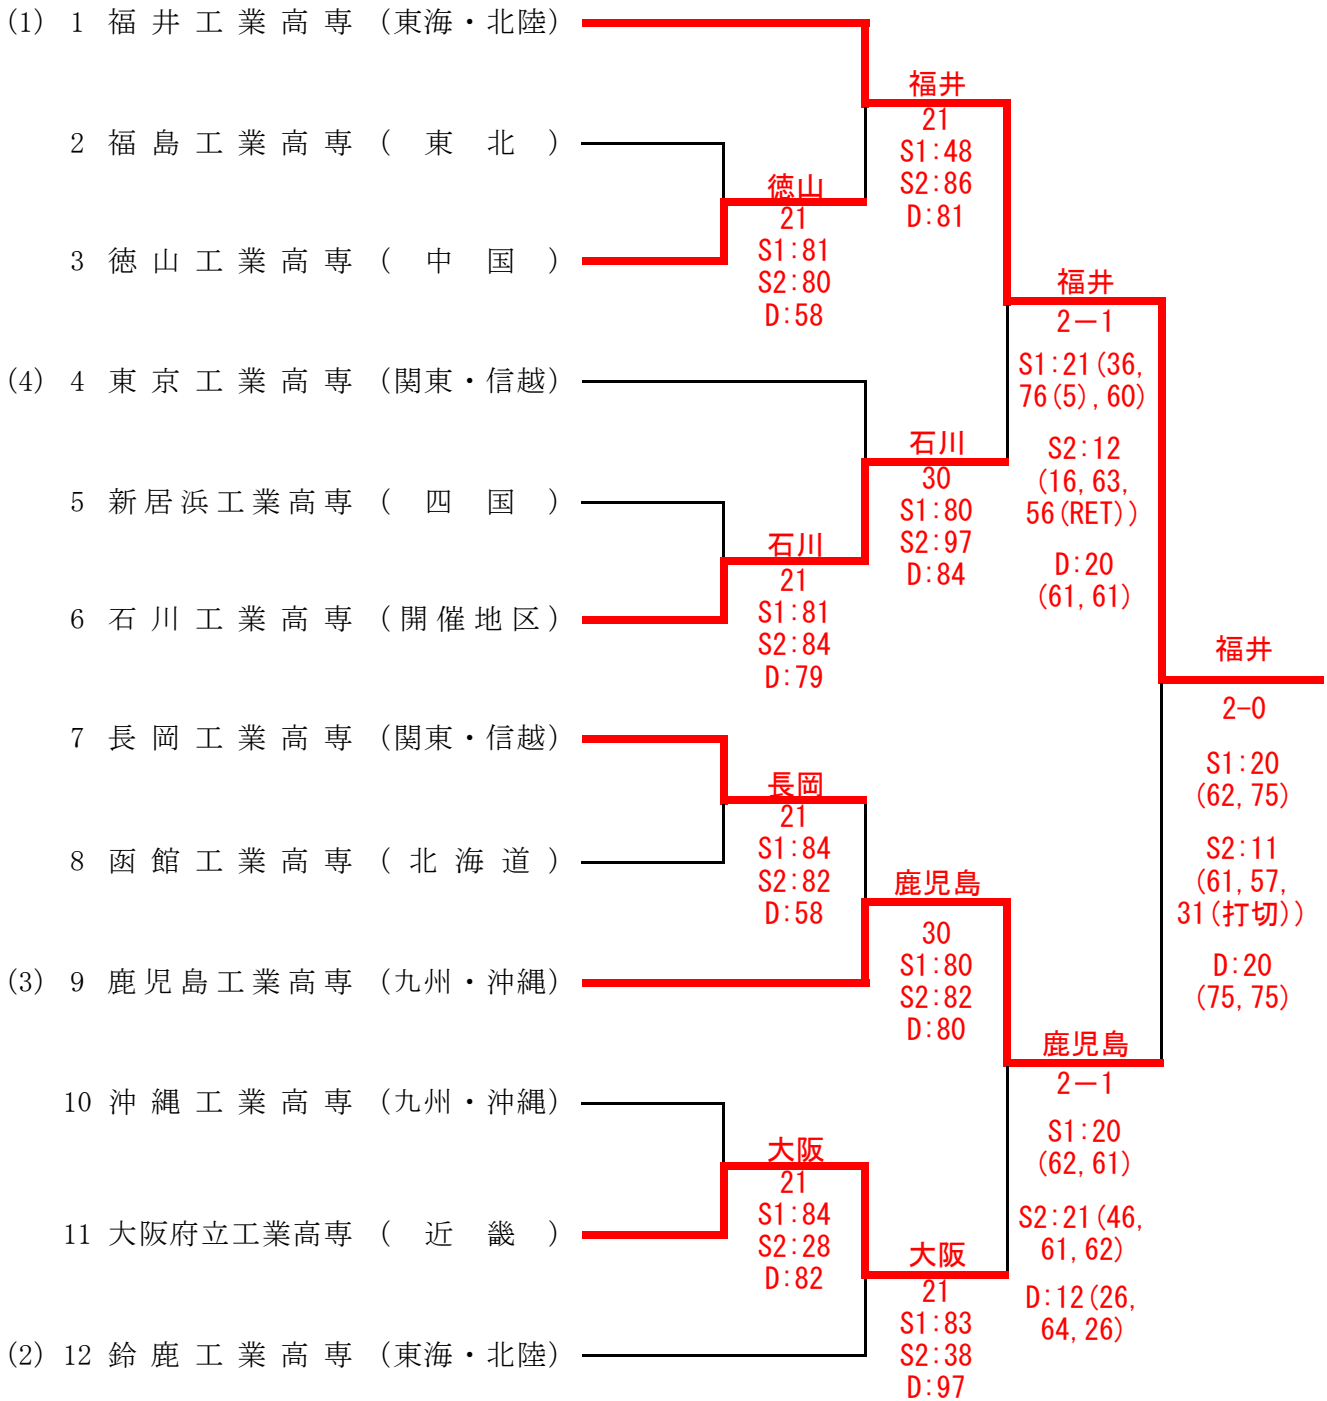 (1) 1 福井工業高専 (東海・北陸)
2 福島工業高専 (東北)
3 徳山工業高専 (中国)
(4) 4 東京工業高専 (関東・信越)
5 新居浜工業高専 (四国)
6 石川工業高専 (開催地区)
7 長岡工業高専 (関東・信越)
8 函館工業高専 (北海道)
(3) 9 鹿児島工業高専 (九州・沖縄)
10 沖縄工業高専 (九州・沖縄)
11 大阪府立工業高専 (近畿)
(2) 12 鈴鹿工業高専 (東海・北陸)
徳山
21
S1:81
S2:80
D:58
石川
21
S1:81
S2:84
D:79
長岡
21
S1:84
S2:82
D:58
大阪
21
S1:84
S2:28
D:82
福井
21
S1:48
S2:86
D:81
石川
30
S1:80
S2:97
D:84
鹿児島
30
S1:80
S2:82
D:80
大阪
21
S1:83
S2:38
D:97
福井
2－1
S1:21(36,
76(5),60)
S2:12
(16,63,
56(RET))
D:20
(61,61)
鹿児島
2－1
S1:20
(62,61)
S2:21(46,
61,62)
D:12(26,
64,26)
福井
2-0
S1:20
(62,75)
S2:11
(61,57,
31(打切))
D:20
(75,75)